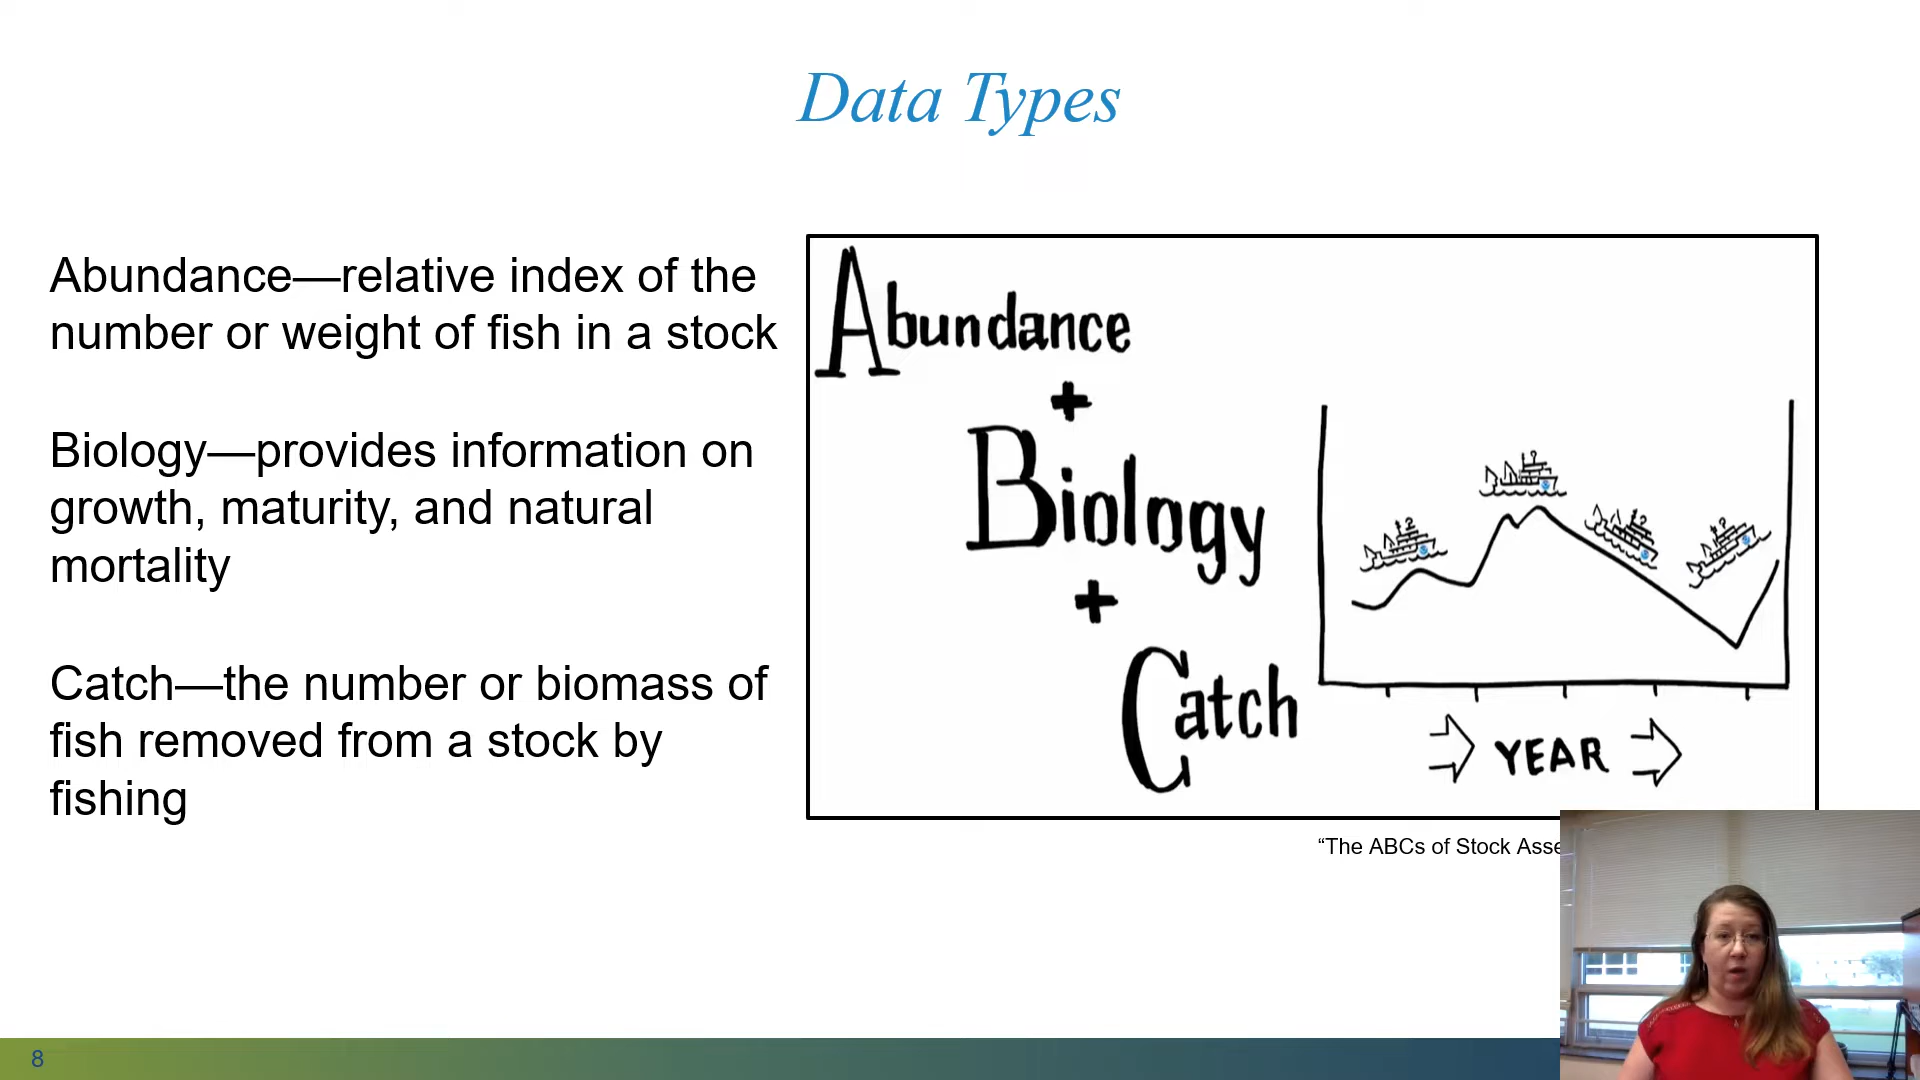 Data Types
Abundance—relative index of the
number or weight of fish in a stock
Biology—provides information on
growth, maturity, and natural
mortality
Catch—the number or biomass of
fish removed from a stock by
fishing
Abundance
+
Biology
+
Catch
YEAR
“The ABCs of Stock
8